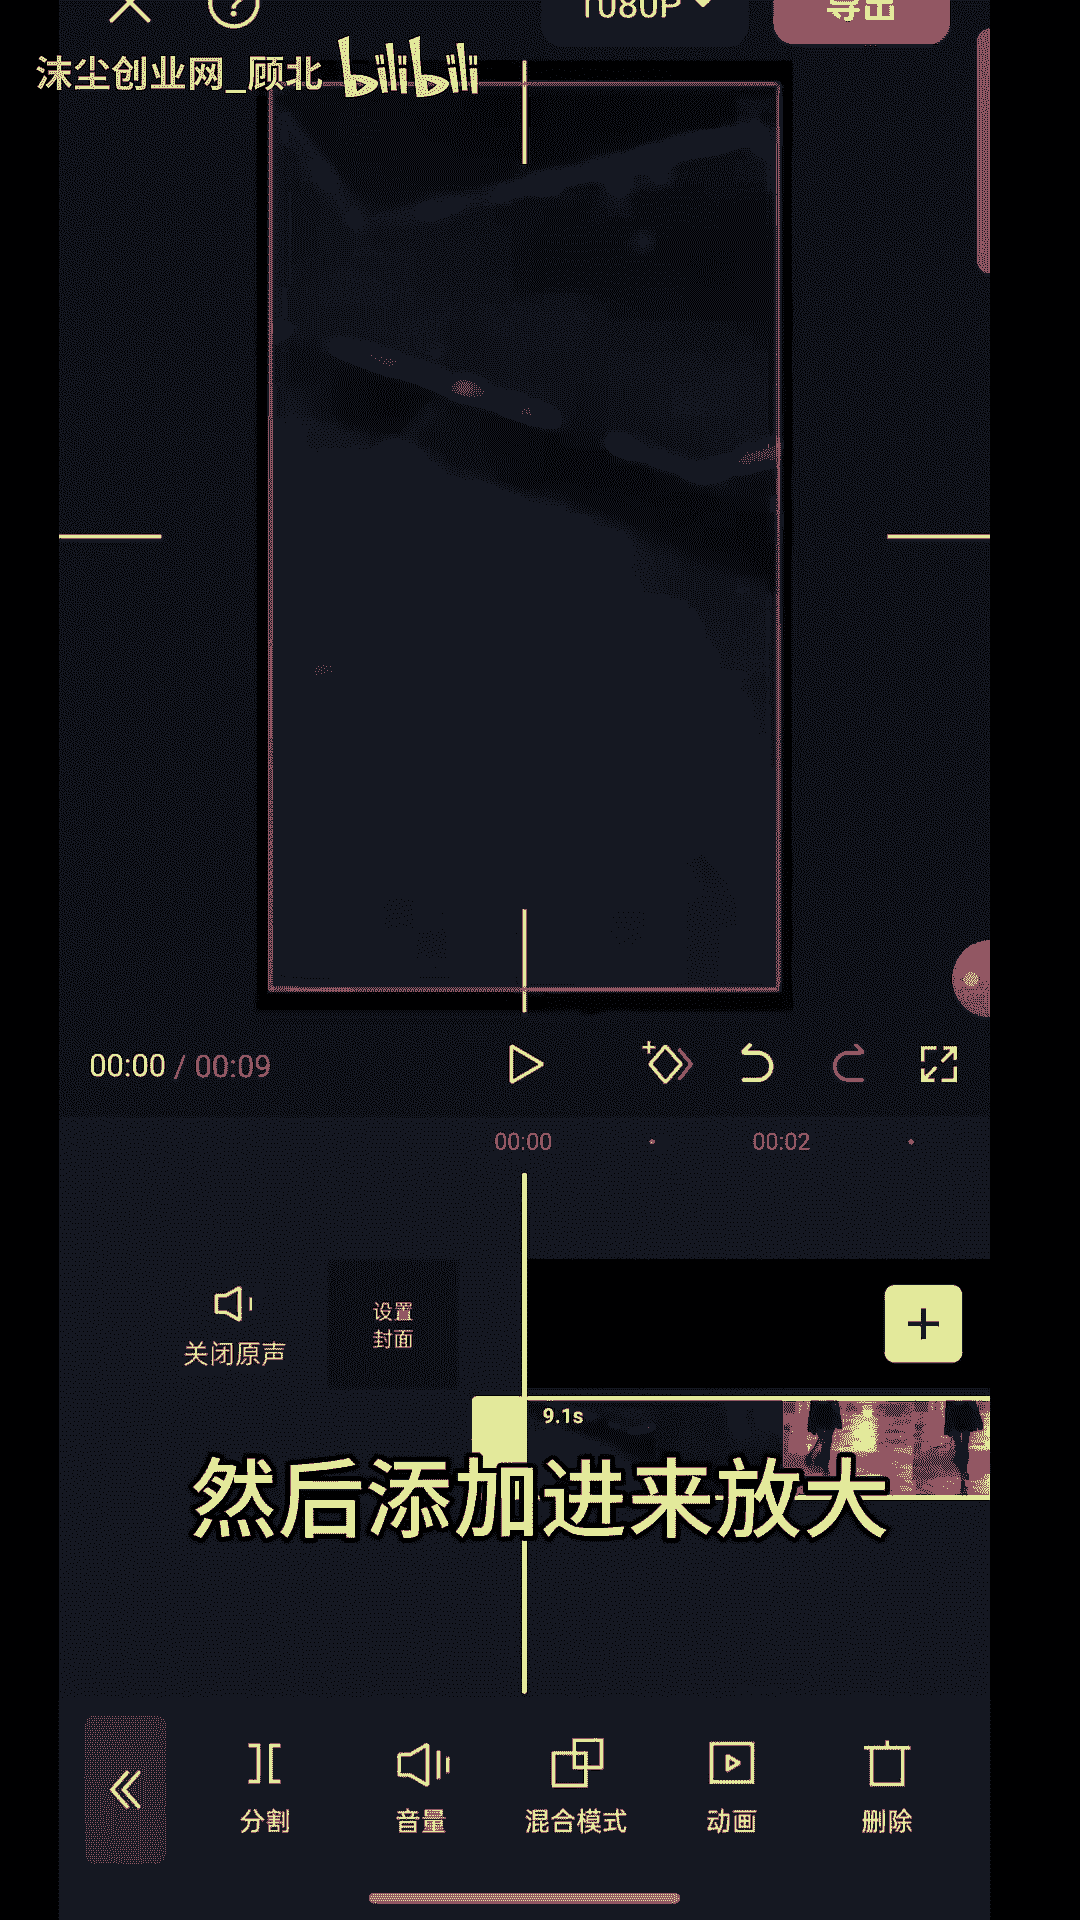 1080P
导出
沫尘创业网_顾北 bilibili
00:00 / 00:09
00:00
00:02
关闭原声
设置
封面
9.1s
然后添加进来放大
分割
音量
混合模式
动画
删除